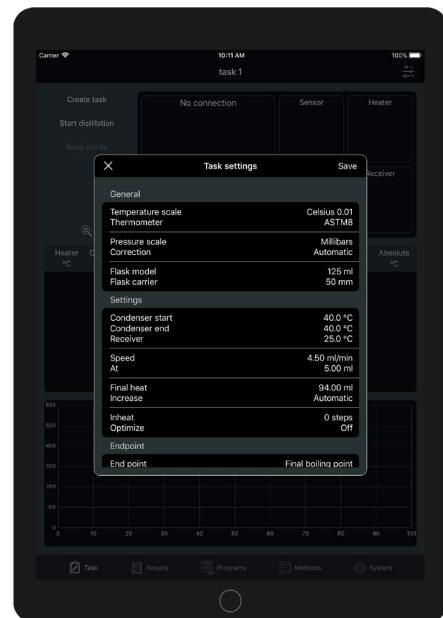 Carrier 10:11 AM 100%
task 1
Create task
No connection
Sensor
Heater
Start distillation
Read points
Receiver
Task settings Save
General
Temperature scale Celsius 0.01
Thermometer ASTM8
Pressure scale Millibars
Correction Automatic
Flask model 125 ml
Flask carrier 50 mm
Settings
Condenser start 40.0 °C
Condenser end 40.0 °C
Receiver 25.0 °C
Speed 4.50 ml/min
At 5.00 ml
Final heat 94.00 ml
Increase Automatic
Inheat 0 steps
Optimize Off
Endpoint
End point Final boiling point
Heater C Absolute
°C °C
600
500
400
300
200
100
0
0 10 20 30 40 50 60 70 80 90 100
Task Results Programs Methods System